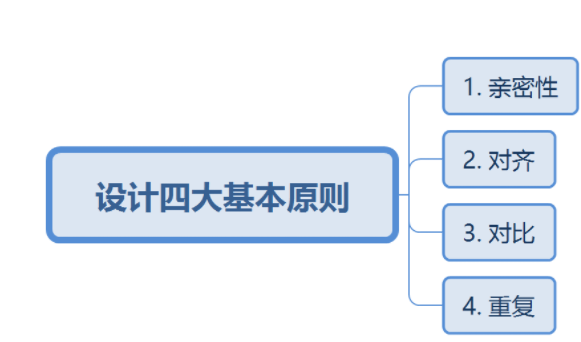 设计四大基本原则
1. 亲密性
2. 对齐
3. 对比
4. 重复